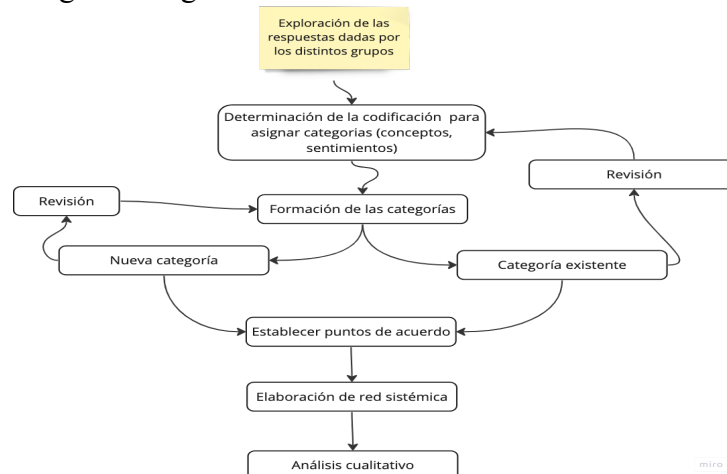 Exploración de las
respuestas dadas por
los distintos grupos
Determinación de la codificación para
asignar categorias (conceptos,
sentimientos)
Revisión
Revisión
Formación de las categorías
Nueva categoría
Categoría existente
Establecer puntos de acuerdo
Elaboración de red sistémica
Análisis cualitativo
miro